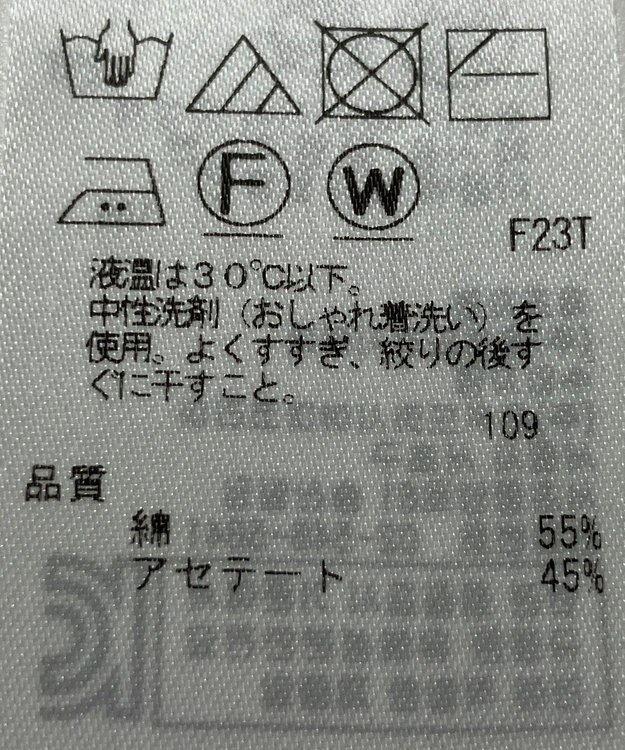 F
W
F23T
液温は30℃以下。
中性洗剤（おしゃれ着洗い）を
使用。よくすすぎ、絞りの後す
ぐに干すこと。
109
品質
綿 55%
アセテート 45%